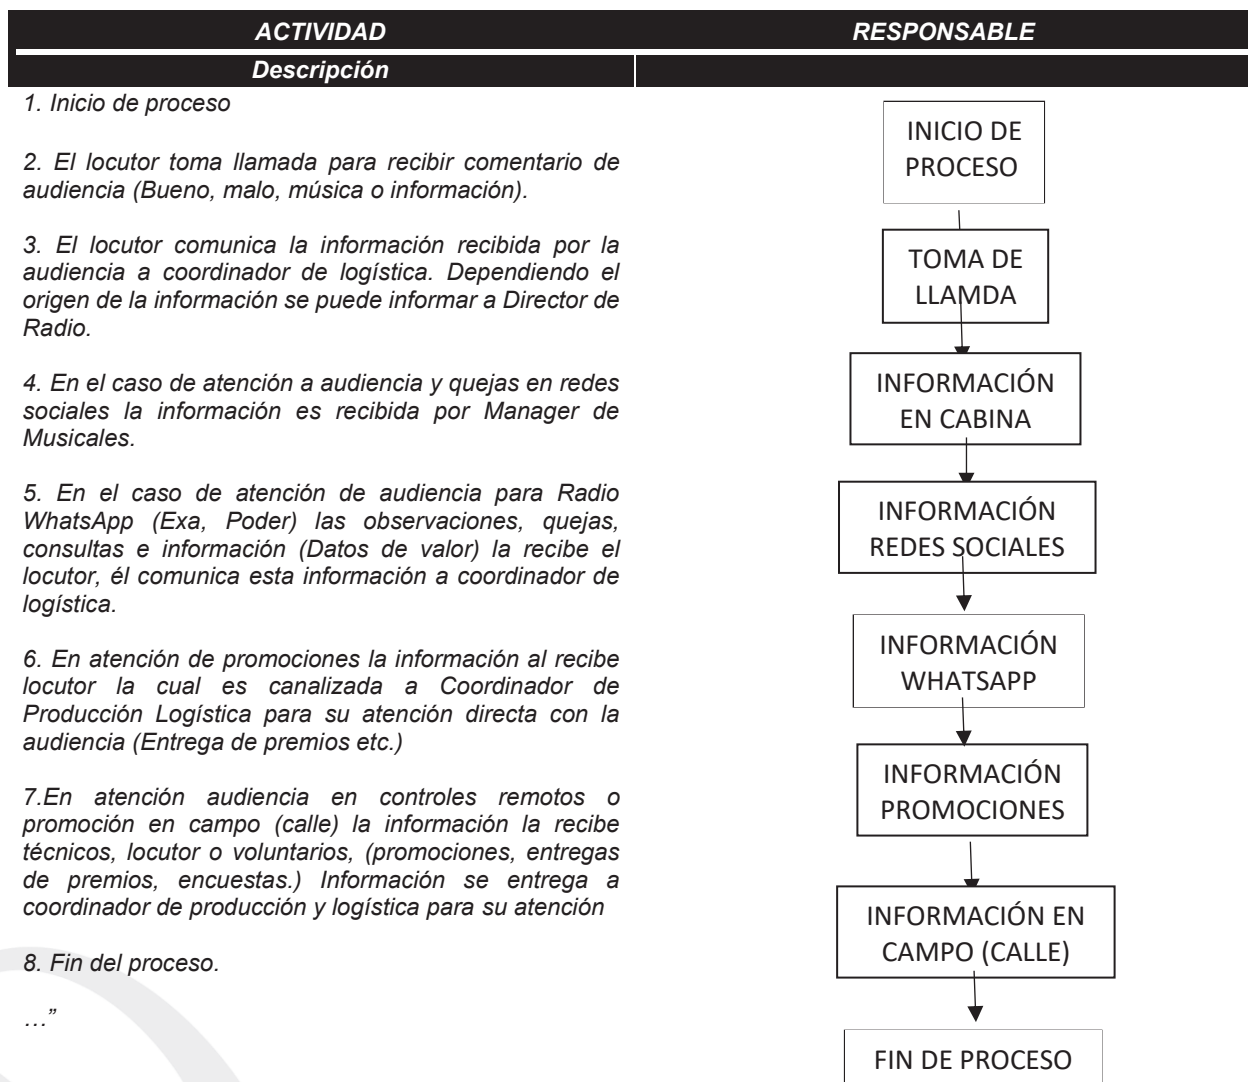 ACTIVIDAD
RESPONSABLE
Descripción
1. Inicio de proceso
2. El locutor toma llamada para recibir comentario de
audiencia (Bueno, malo, música o información).
3. El locutor comunica la información recibida por la
audiencia a coordinador de logística. Dependiendo el
origen de la información se puede informar a Director de
Radio.
4. En el caso de atención a audiencia y quejas en redes
sociales la información es recibida por Manager de
Musicales.
5. En el caso de atención de audiencia para Radio
WhatsApp (Exa, Poder) las observaciones, quejas,
consultas e información (Datos de valor) la recibe el
locutor, él comunica esta información a coordinador de
logística.
6. En atención de promociones la información al recibe
locutor la cual es canalizada a Coordinador de
Producción Logística para su atención directa con la
audiencia (Entrega de premios etc.)
7.En atención audiencia en controles remotos o
promoción en campo (calle) la información la recibe
técnicos, locutor o voluntarios, (promociones, entregas
de premios, encuestas.) Información se entrega a
coordinador de producción y logística para su atención
8. Fin del proceso.
…”
INICIO DE
PROCESO
TOMA DE
LLAMDA
INFORMACIÓN
EN CABINA
INFORMACIÓN
REDES SOCIALES
INFORMACIÓN
WHATSAPP
INFORMACIÓN
PROMOCIONES
INFORMACIÓN EN
CAMPO (CALLE)
FIN DE PROCESO